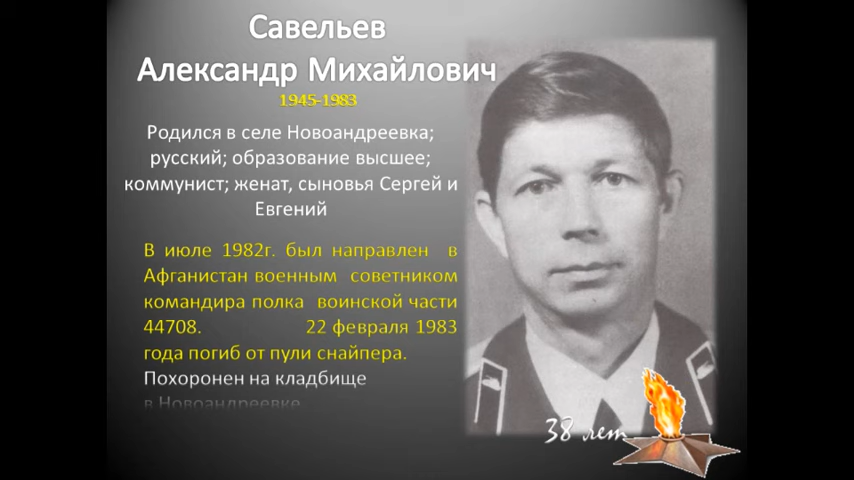 Савельев
Александр Михайлович
1945-1983
Родился в селе Новоандреевка;
русский; образование высшее;
коммунист; женат, сыновья Сергей и
Евгений
В июле 1982г. был направлен в
Афганистан военным советником
командира полка воинской части
44708. 22 февраля 1983
года погиб от пули снайпера.
Похоронен на кладбище
в Новоандреевке
38 лет